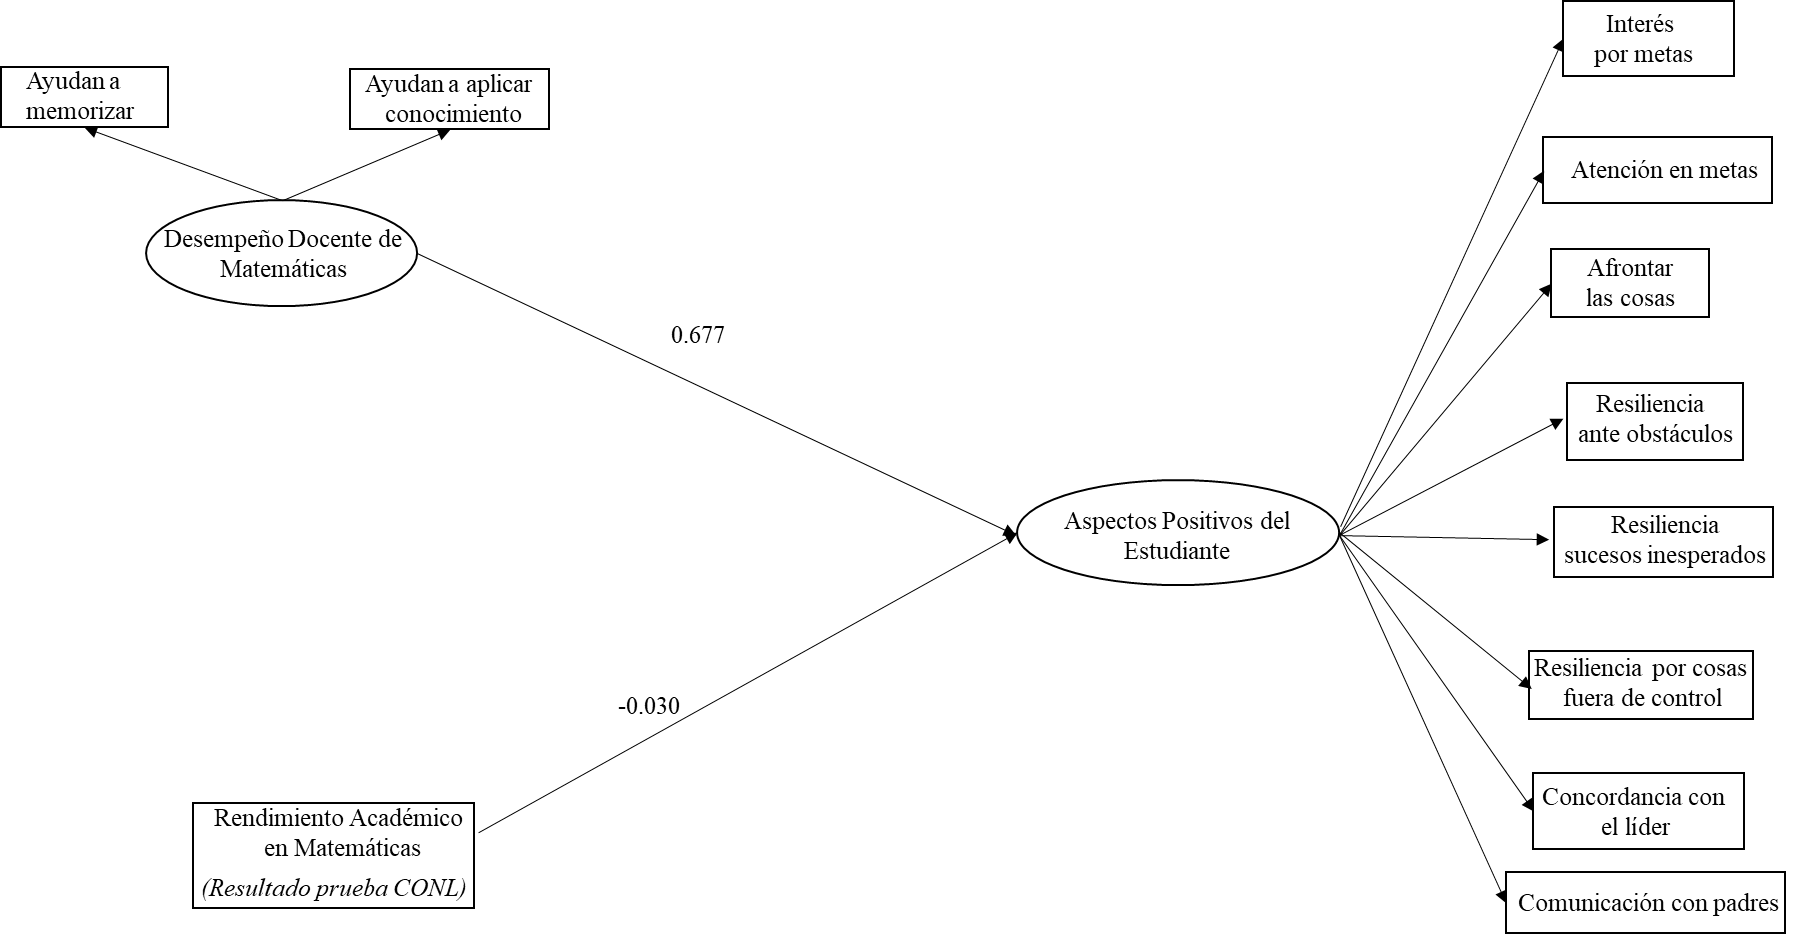 Ayudan a
memorizar
Ayudan a aplicar
conocimiento
Desempeño Docente de
Matemáticas
0.677
-0.030
Rendimiento Académico
en Matemáticas
(Resultado prueba CONL)
Aspectos Positivos del
Estudiante
Interés
por metas
Atención en metas
Afrontar
las cosas
Resiliencia
ante obstáculos
Resiliencia
sucesos inesperados
Resiliencia por cosas
fuera de control
Concordancia con
el líder
Comunicación con padres